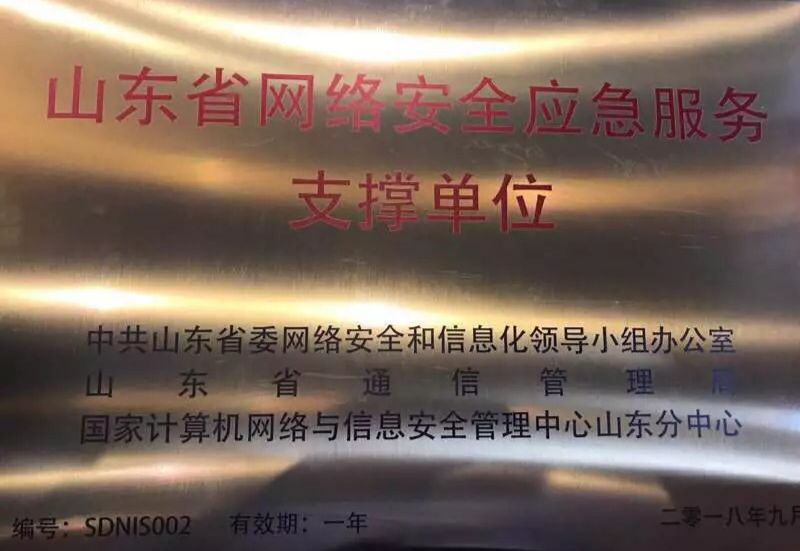 山东省网络安全应急服务
支撑单位
中共山东省委网络安全和信息化领导小组办公室
山东省通信管理局
国家计算机网络与信息安全管理中心山东分中心
编号：SDNIS002 有效期：一年 二零一八年九月